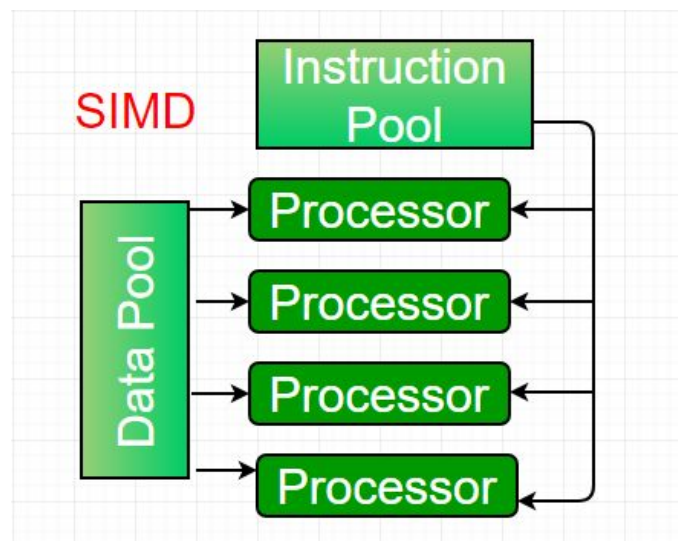 SIMD
Instruction
Pool
Data Pool
Processor
Processor
Processor
Processor